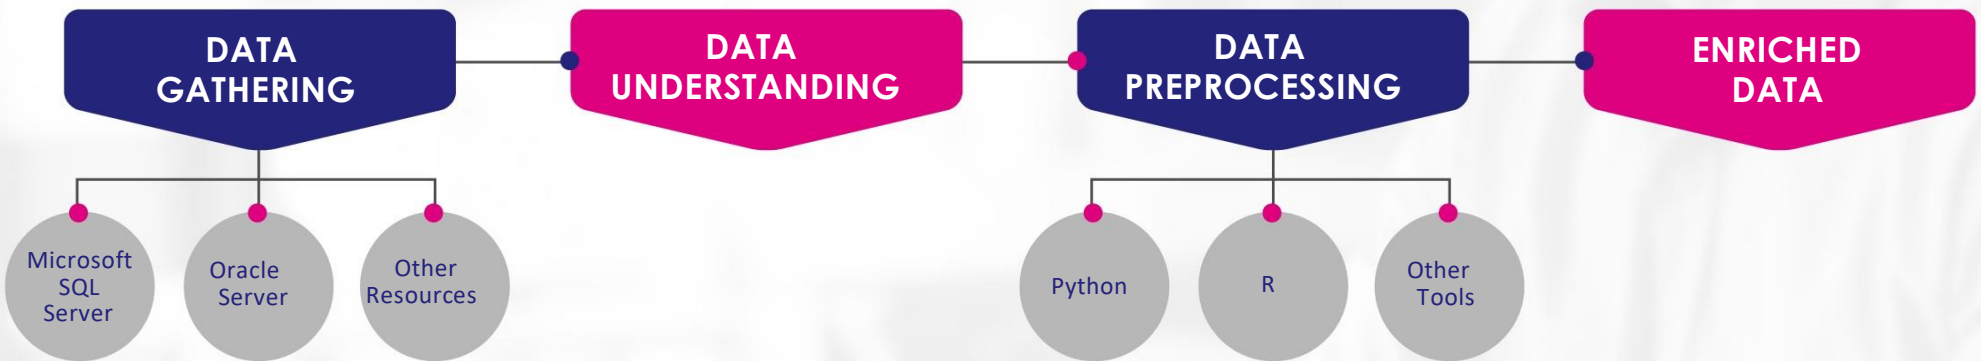 DATA
GATHERING
DATA
UNDERSTANDING
DATA
PREPROCESSING
ENRICHED
DATA
Microsoft
SQL
Server
Oracle
Server
Other
Resources
Python
R
Other
Tools